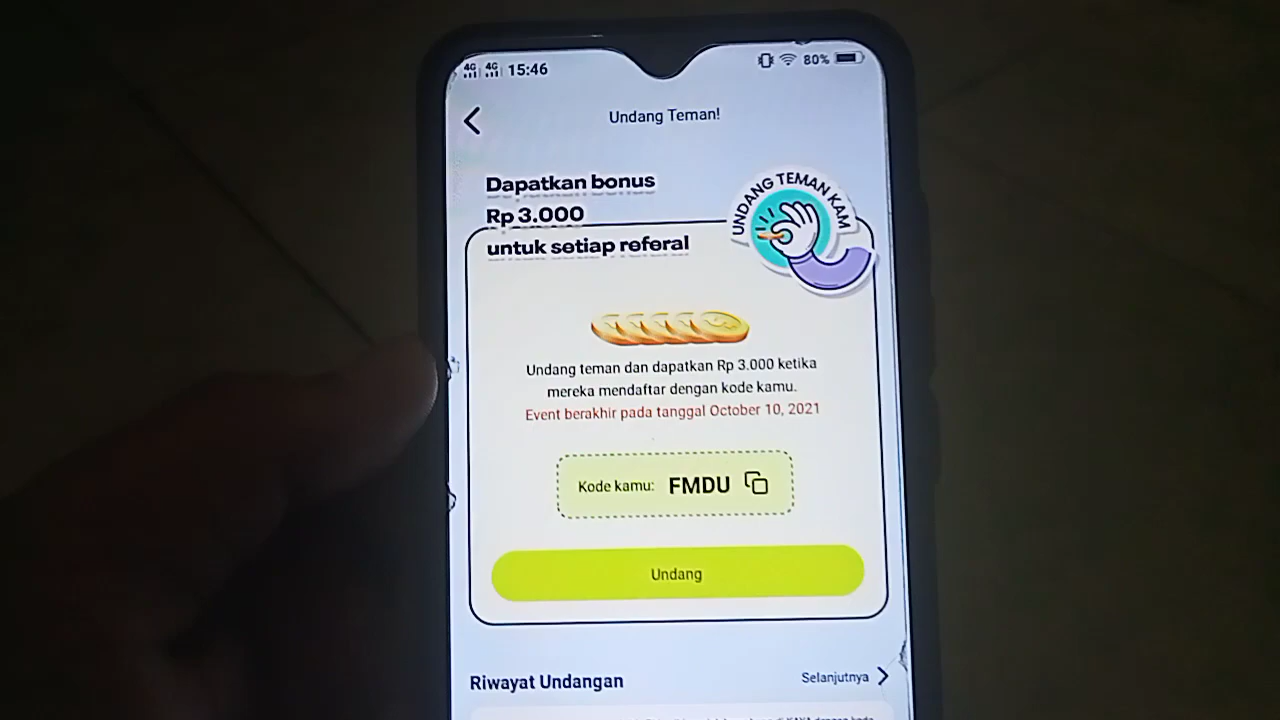 4G 4G 15:46
80%
Undang Teman!
Dapatkan bonus
Rp 3.000
untuk setiap referal
UNDANG TEMAN KAM
Undang teman dan dapatkan Rp 3.000 ketika
mereka mendaftar dengan kode kamu.
Event berakhir pada tanggal October 10, 2021
Kode kamu: FMDU
Undang
Riwayat Undangan
Selanjutnya